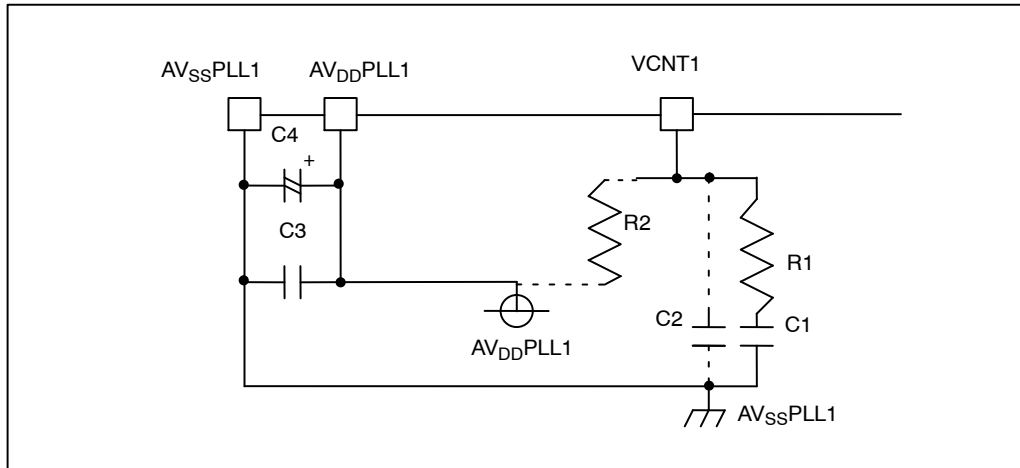 AVSSPLL1
AVDDPLL1
VCNT1
C4
+
C3
R2
R1
C2
C1
AVDDPLL1
AVSSPLL1